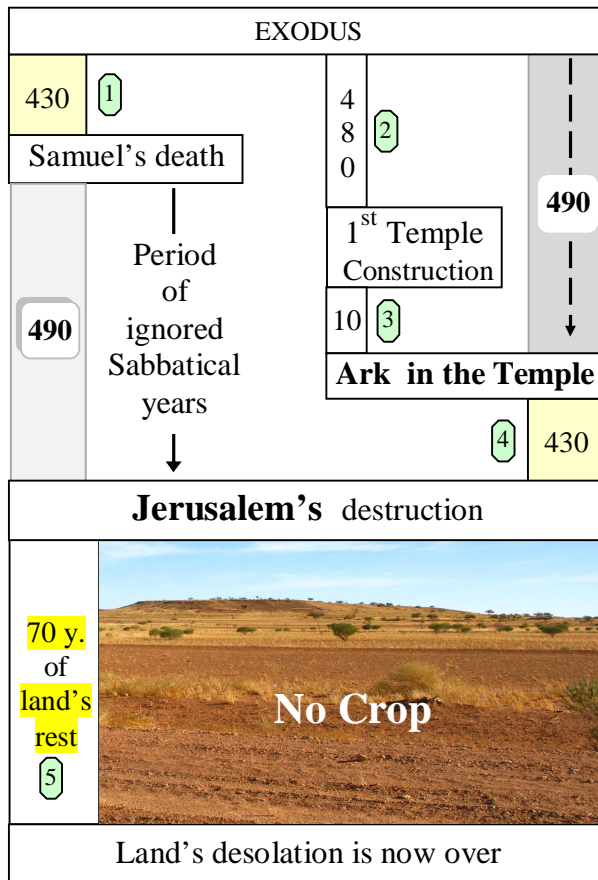 EXODUS
430
1
Samuel's death
490
Period
of
ignored
Sabbatical
years
4
8
0
2
1st Temple
Construction
10
3
490
Ark in the Temple
4
430
Jerusalem's destruction
70 y.
of
land's
rest
5
No Crop
Land's desolation is now over